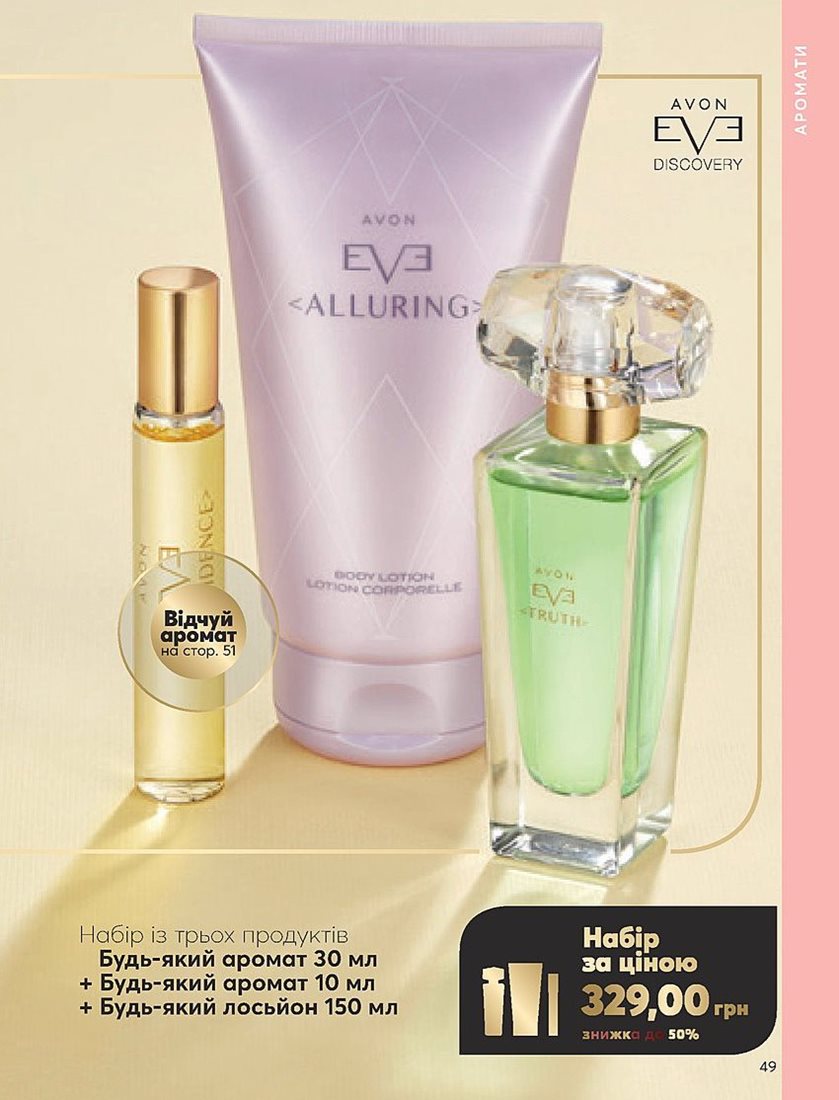 АРОМАТИ
AVON
EVE
DISCOVERY
AVON
EVE
<ALLURING>
BODY LOTION
LOTION CORPORELLE
AVON
EVE
<TRUTH>
Відчуй
аромат
на стор. 51
Набір із трьох продуктів
Будь-який аромат 30 мл
+ Будь-який аромат 10 мл
+ Будь-який лосьйон 150 мл
Набір
за ціною
329,00 грн
знижка до 50%
49